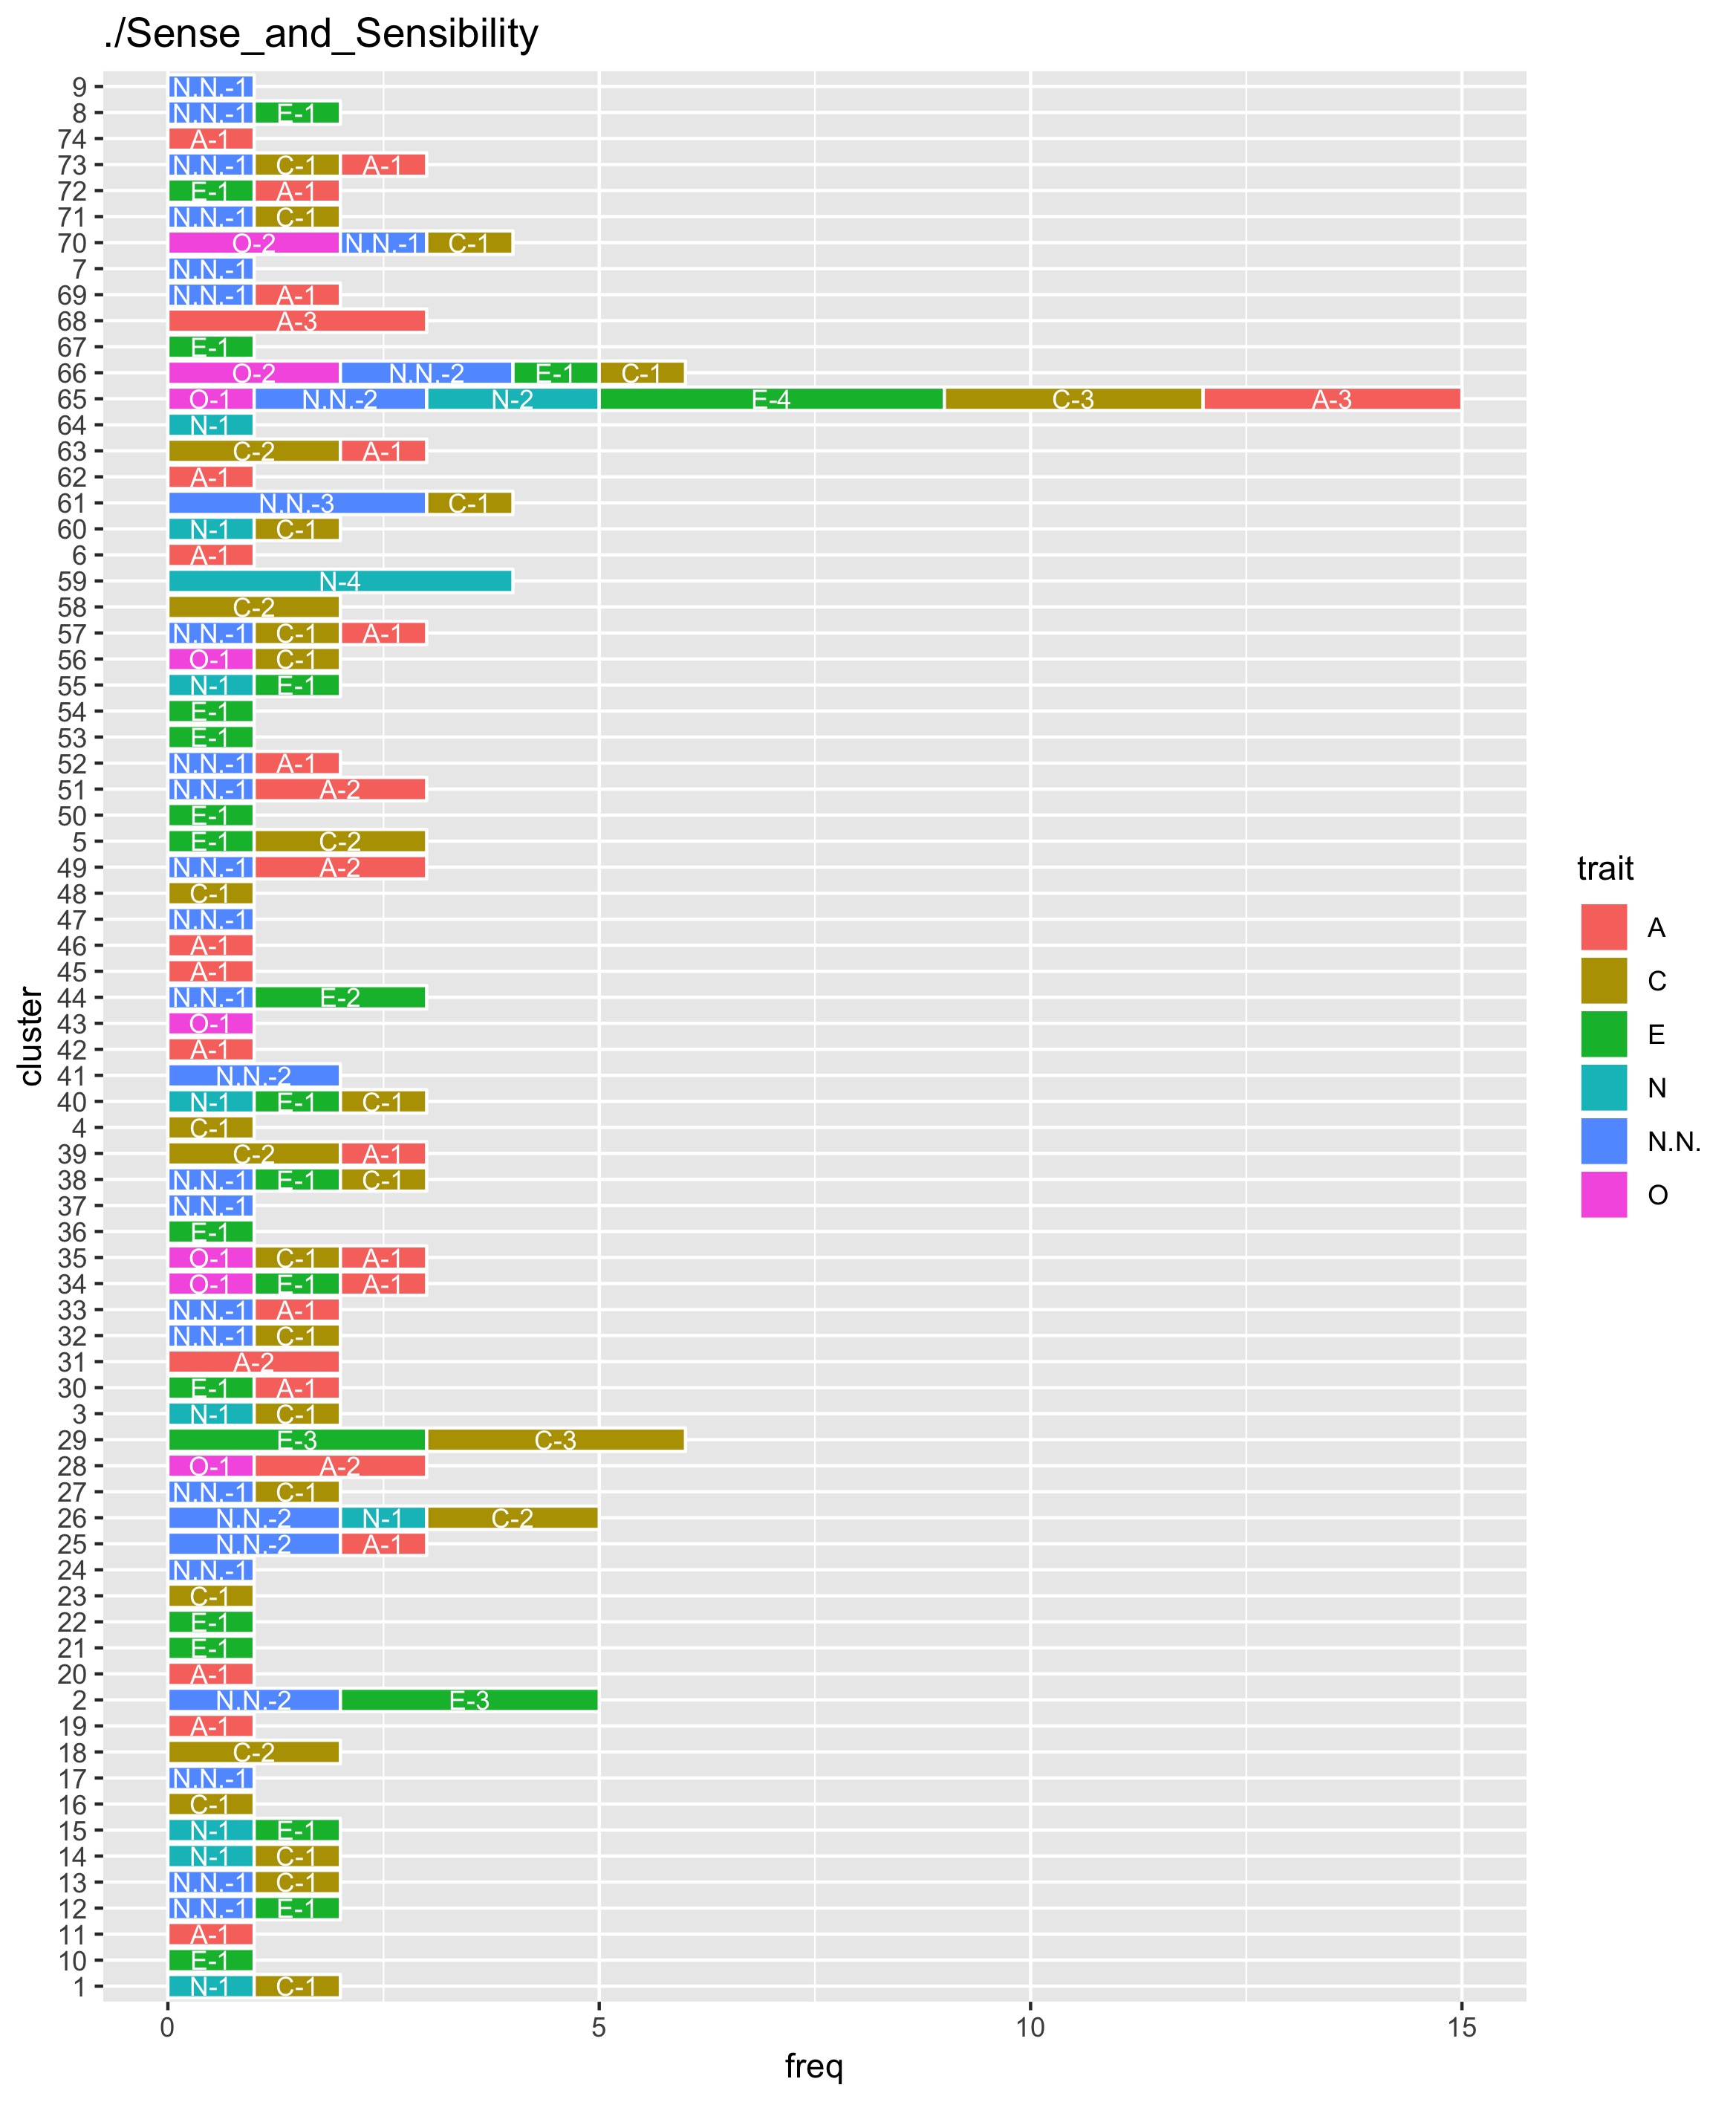 ./Sense_and_Sensibility
9 N.N.-1
8 N.N.-1 E-1
74 A-1
73 N.N.-1 C-1 A-1
72 E-1 A-1
71 N.N.-1 C-1
70 O-2 N.N.-1 C-1
7 N.N.-1
69 N.N.-1 A-1
68 A-3
67 E-1
66 O-2 N.N.-2 E-1 C-1
65 O-1 N.N.-2 N-2 E-4 C-3 A-3
64 N-1
63 C-2 A-1
62 A-1
61 N.N.-3 C-1
60 N-1 C-1
6 A-1
59 N-4
58 C-2
57 N.N.-1 C-1 A-1
56 O-1 C-1
55 N-1 E-1
54 E-1
53 E-1
52 N.N.-1 A-1
51 N.N.-1 A-2
50 E-1
5 E-1 C-2
49 N.N.-1 A-2
48 C-1
47 N.N.-1
46 A-1
45 A-1
44 N.N.-1 E-2
43 O-1
42 A-1
41 N.N.-2
40 N-1 E-1 C-1
4 C-1
39 C-2 A-1
38 N.N.-1 E-1 C-1
37 N.N.-1
36 E-1
35 O-1 C-1 A-1
34 O-1 E-1 A-1
33 N.N.-1 A-1
32 N.N.-1 C-1
31 A-2
30 E-1 A-1
3 N-1 C-1
29 E-3 C-3
28 O-1 A-2
27 N.N.-1 C-1
26 N.N.-2 N-1 C-2
25 N.N.-2 A-1
24 N.N.-1
23 C-1
22 E-1
21 E-1
20 A-1
2 N.N.-2 E-3
19 A-1
18 C-2
17 N.N.-1
16 C-1
15 N-1 E-1
14 N-1 C-1
13 N.N.-1 C-1
12 N.N.-1 E-1
11 A-1
10 E-1
1 N-1 C-1
0 5 10 15
freq
cluster
trait
A
C
E
N
N.N.
O